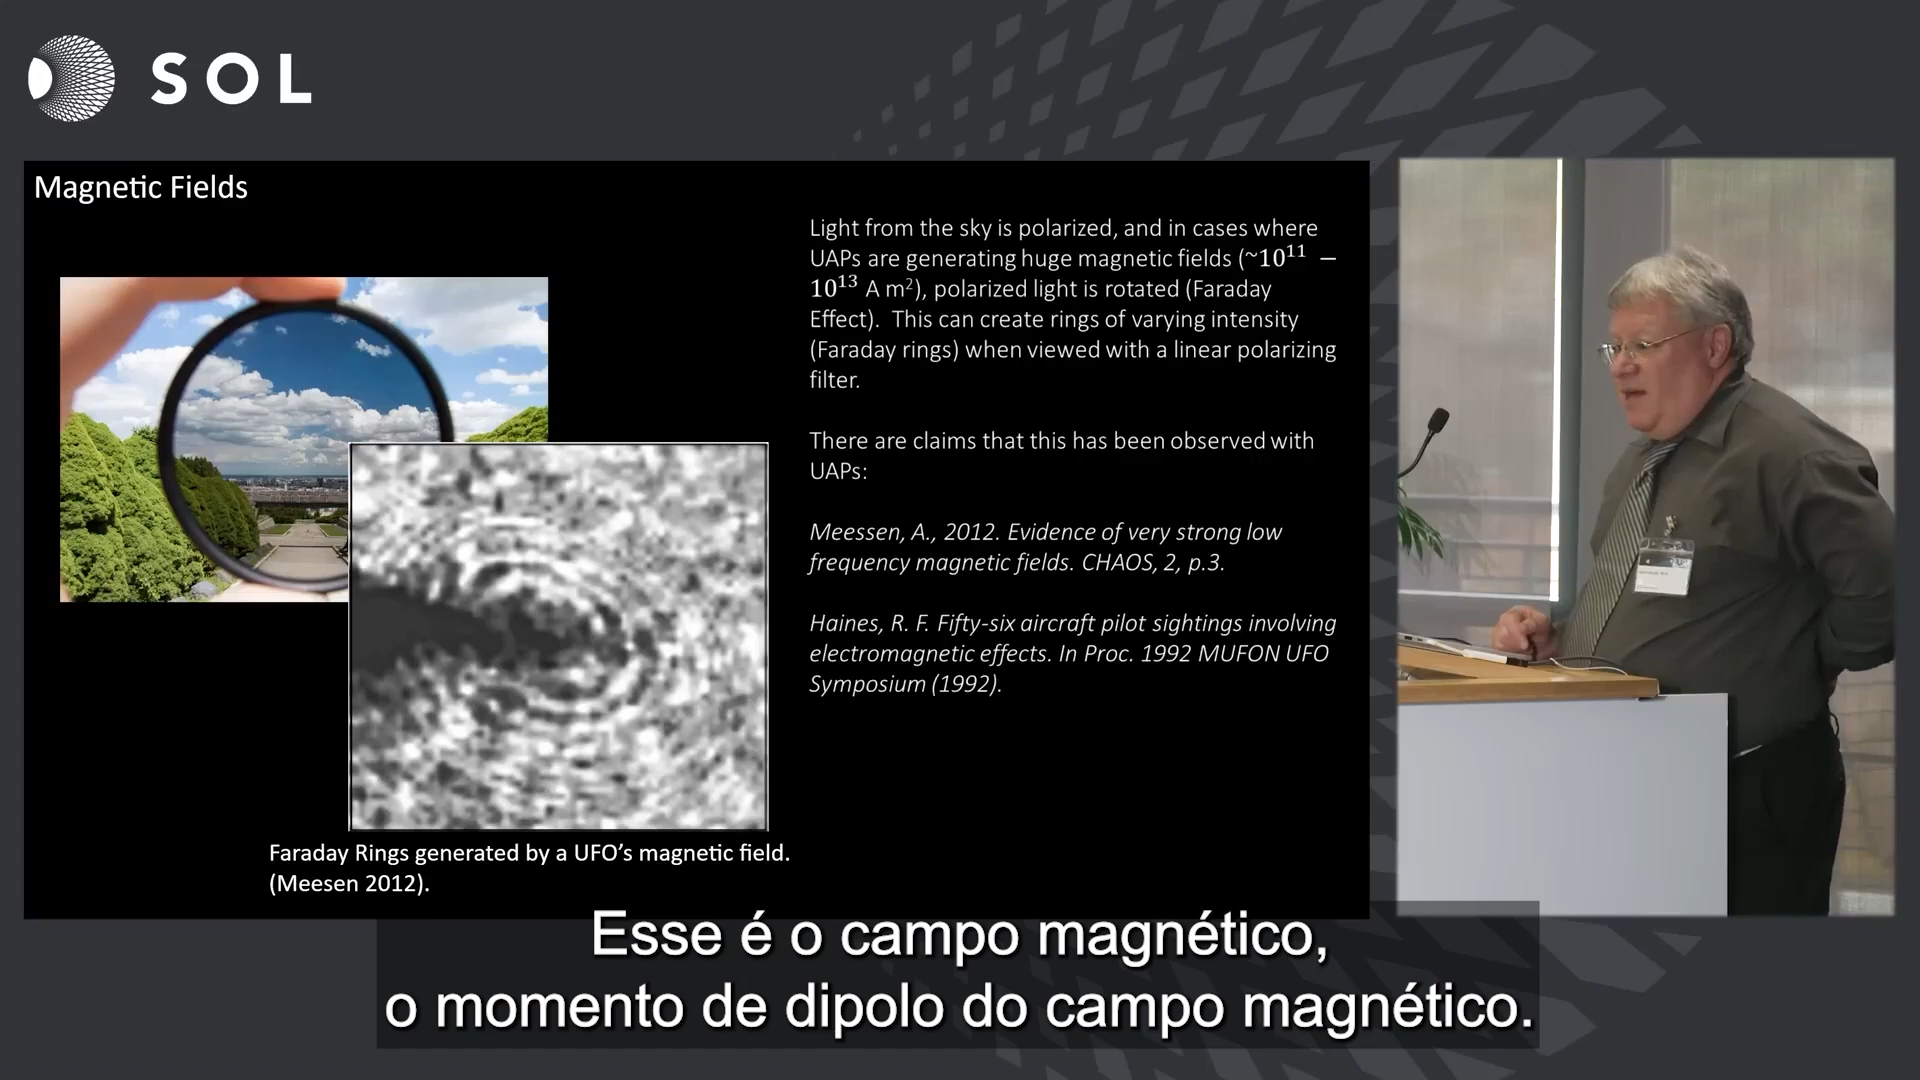 SOL
Magnetic Fields
Light from the sky is polarized, and in cases where
UAPs are generating huge magnetic fields (~10¹¹ −
10¹³ A m²), polarized light is rotated (Faraday
Effect). This can create rings of varying intensity
(Faraday rings) when viewed with a linear polarizing
filter.
There are claims that this has been observed with
UAPs:
Meessen, A., 2012. Evidence of very strong low
frequency magnetic fields. CHAOS, 2, p.3.
Haines, R. F. Fifty-six aircraft pilot sightings involving
electromagnetic effects. In Proc. 1992 MUFON UFO
Symposium (1992).
Faraday Rings generated by a UFO’s magnetic field.
(Meesen 2012).
Esse é o campo magnético,
o momento de dipolo do campo magnético.